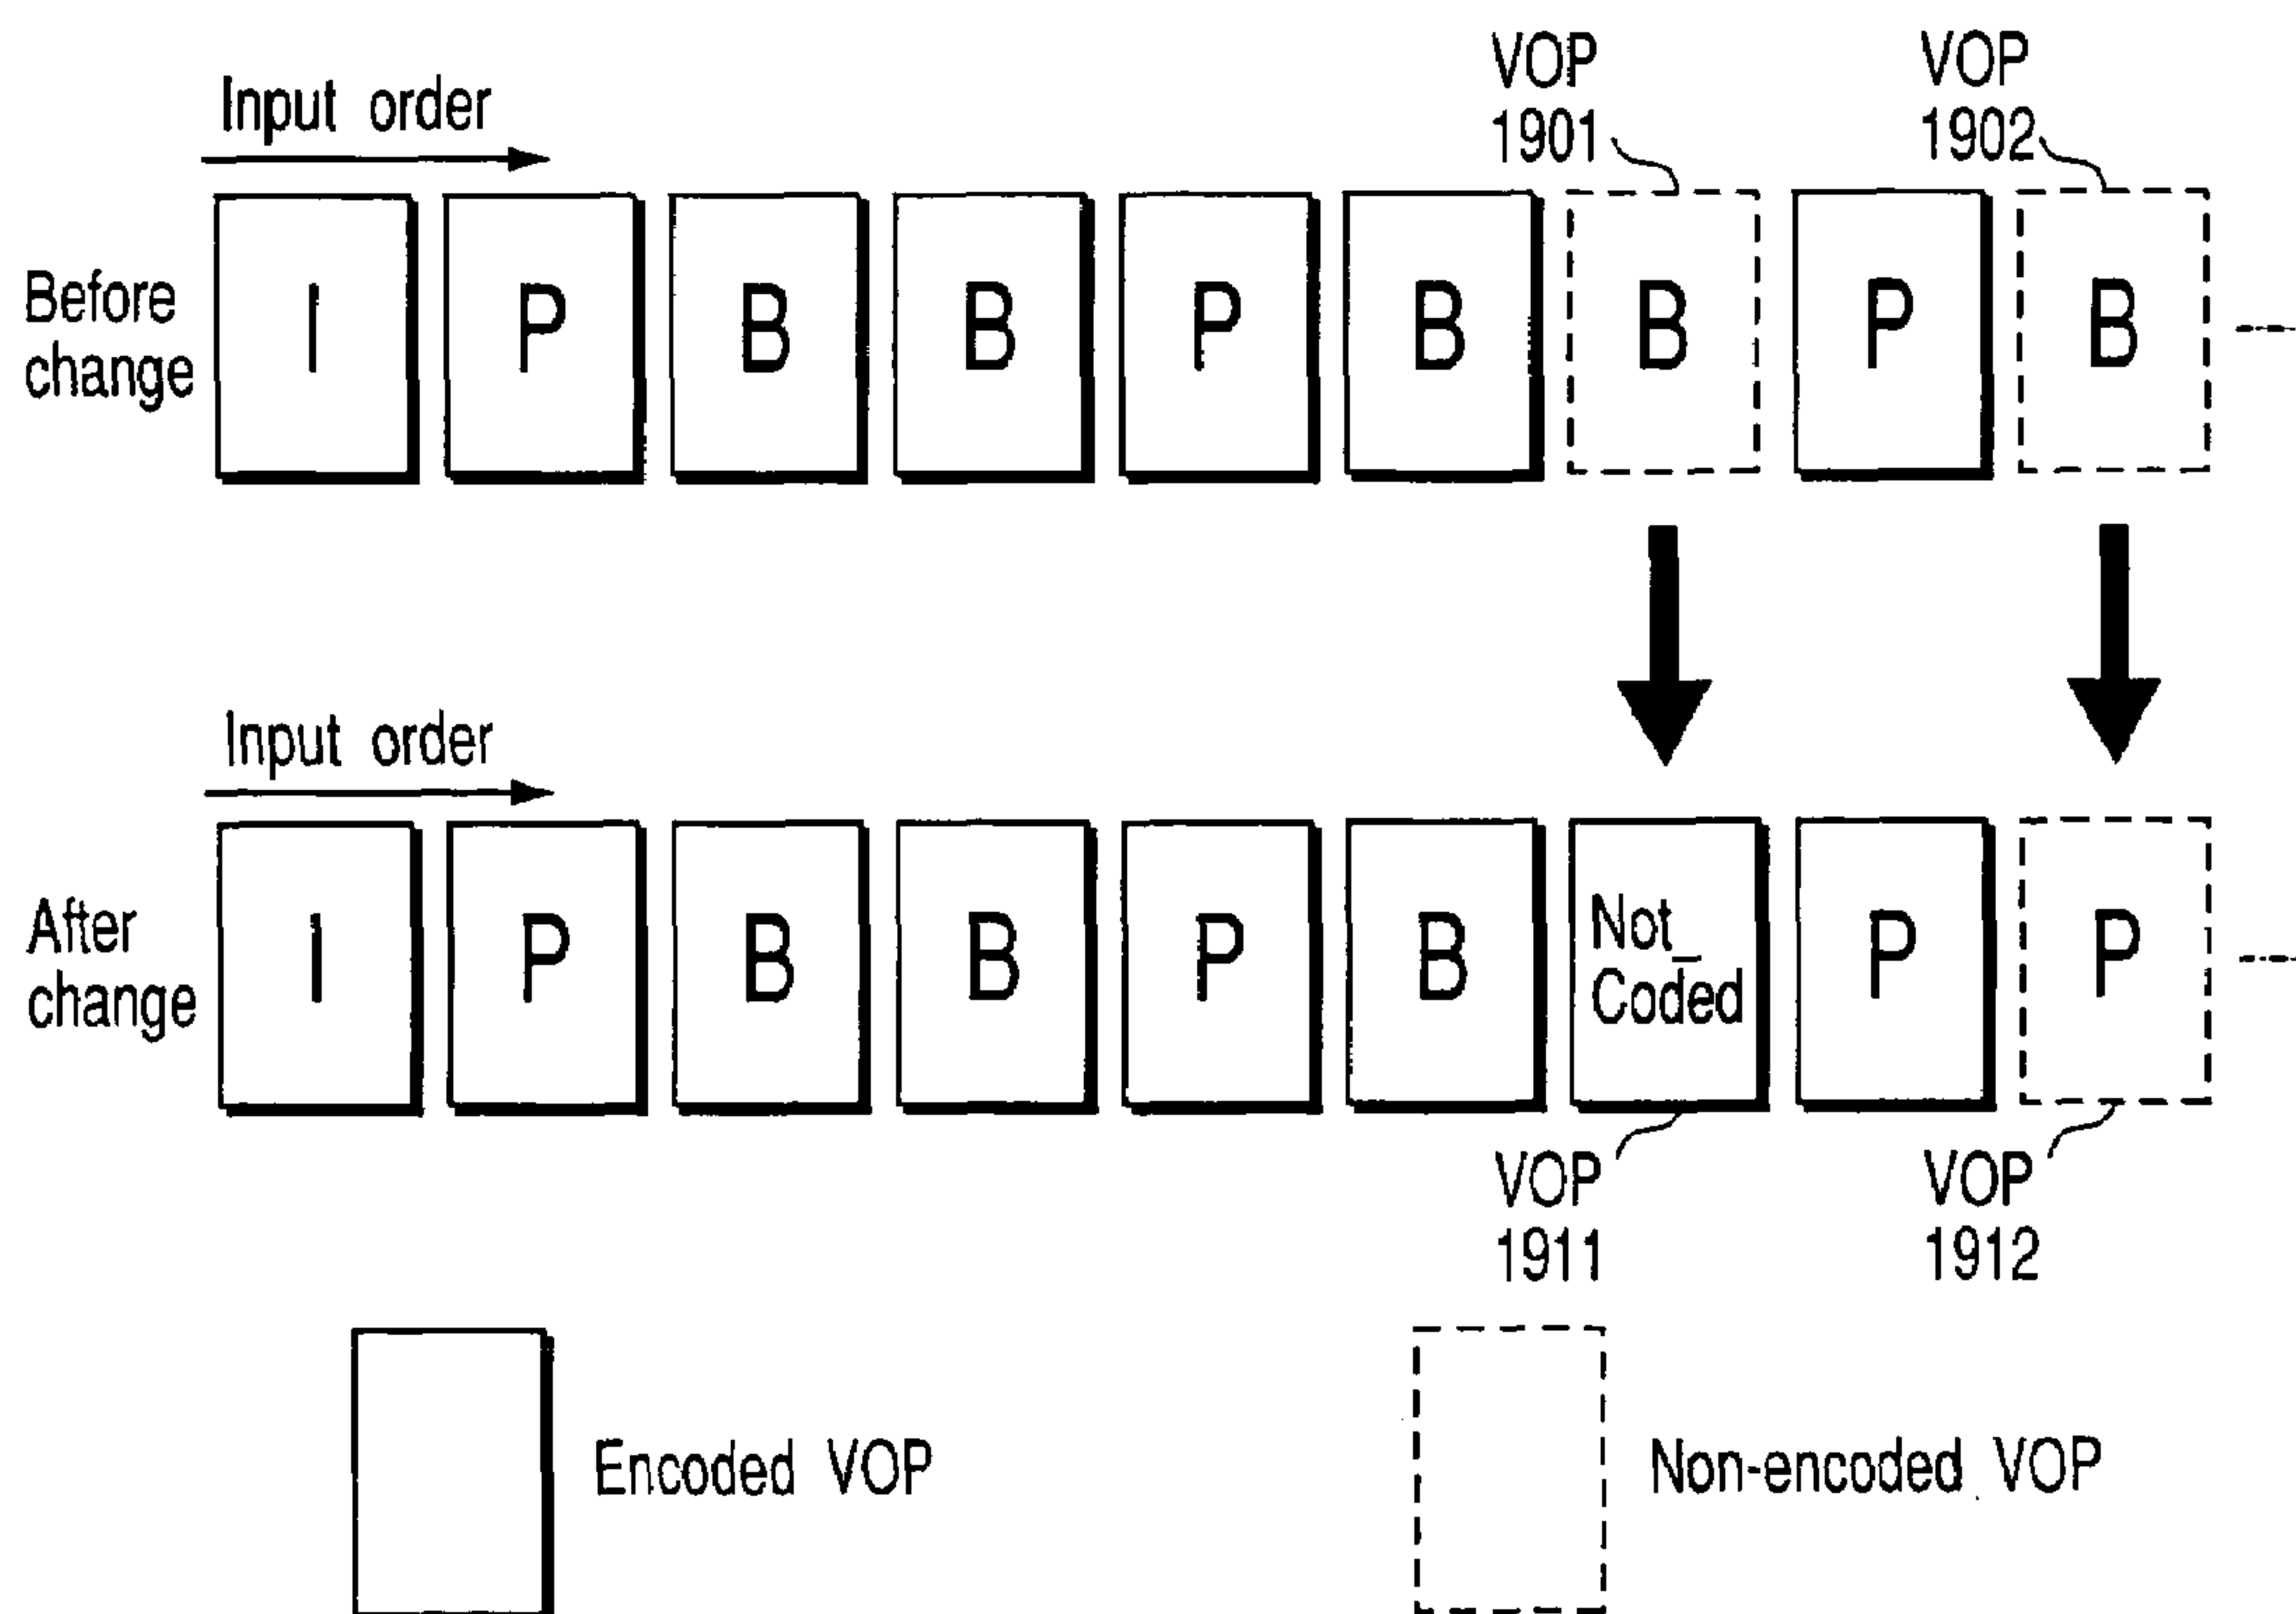 VOP
1901
VOP
1902
Input order
Before
change
I
P
B
B
P
B
B
P
B
Input order
After
change
I
P
B
B
P
B
Not_
Coded
P
P
VOP
1911
VOP
1912
Encoded VOP
Non-encoded VOP